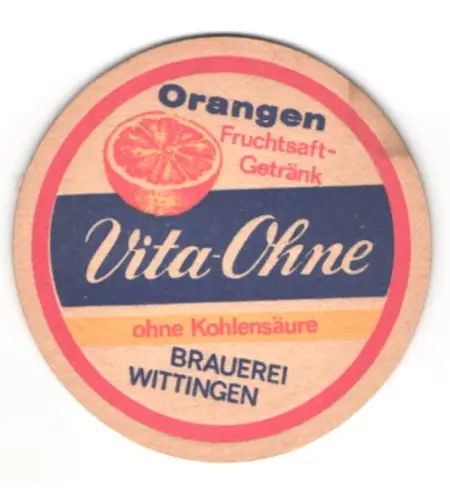 Orangen
Fruchtsaft-
Getränk
Vita-Ohne
ohne Kohlensäure
BRAUEREI
WITTINGEN